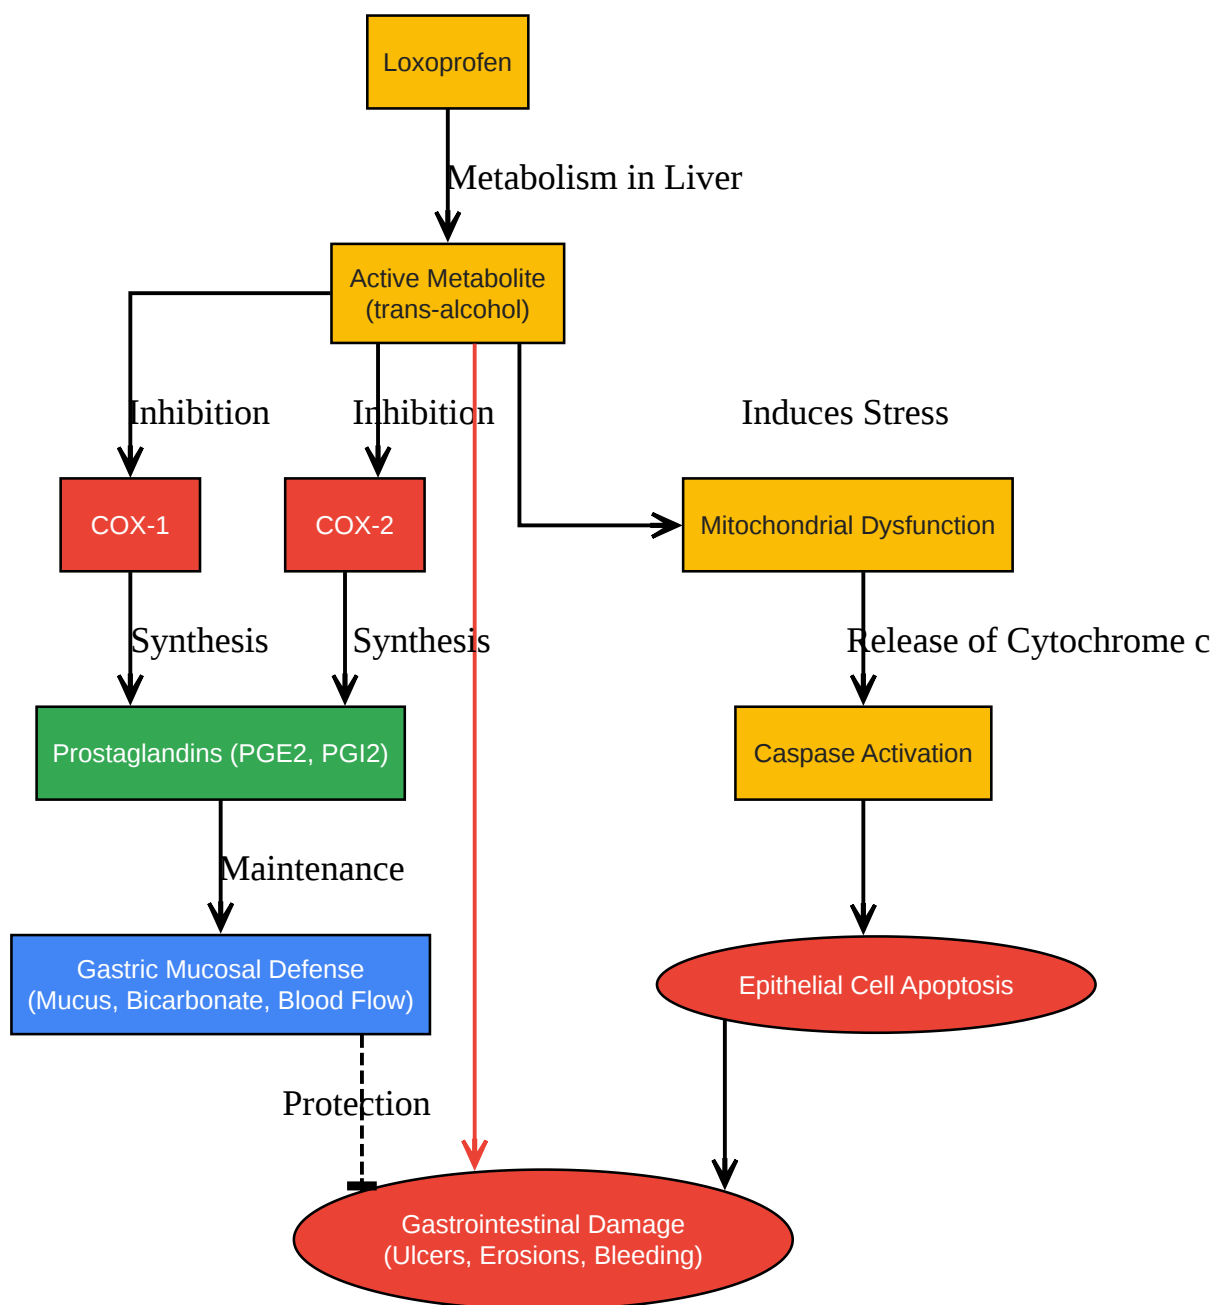 Loxoprofen
Metabolism in Liver
Active Metabolite
(trans-alcohol)
Inhibition
Inhibition
Induces Stress
COX-1
COX-2
Mitochondrial Dysfunction
Synthesis
Synthesis
Release of Cytochrome c
Prostaglandins (PGE2, PGI2)
Caspase Activation
Maintenance
Gastric Mucosal Defense
(Mucus, Bicarbonate, Blood Flow)
Epithelial Cell Apoptosis
Protection
Gastrointestinal Damage
(Ulcers, Erosions, Bleeding)